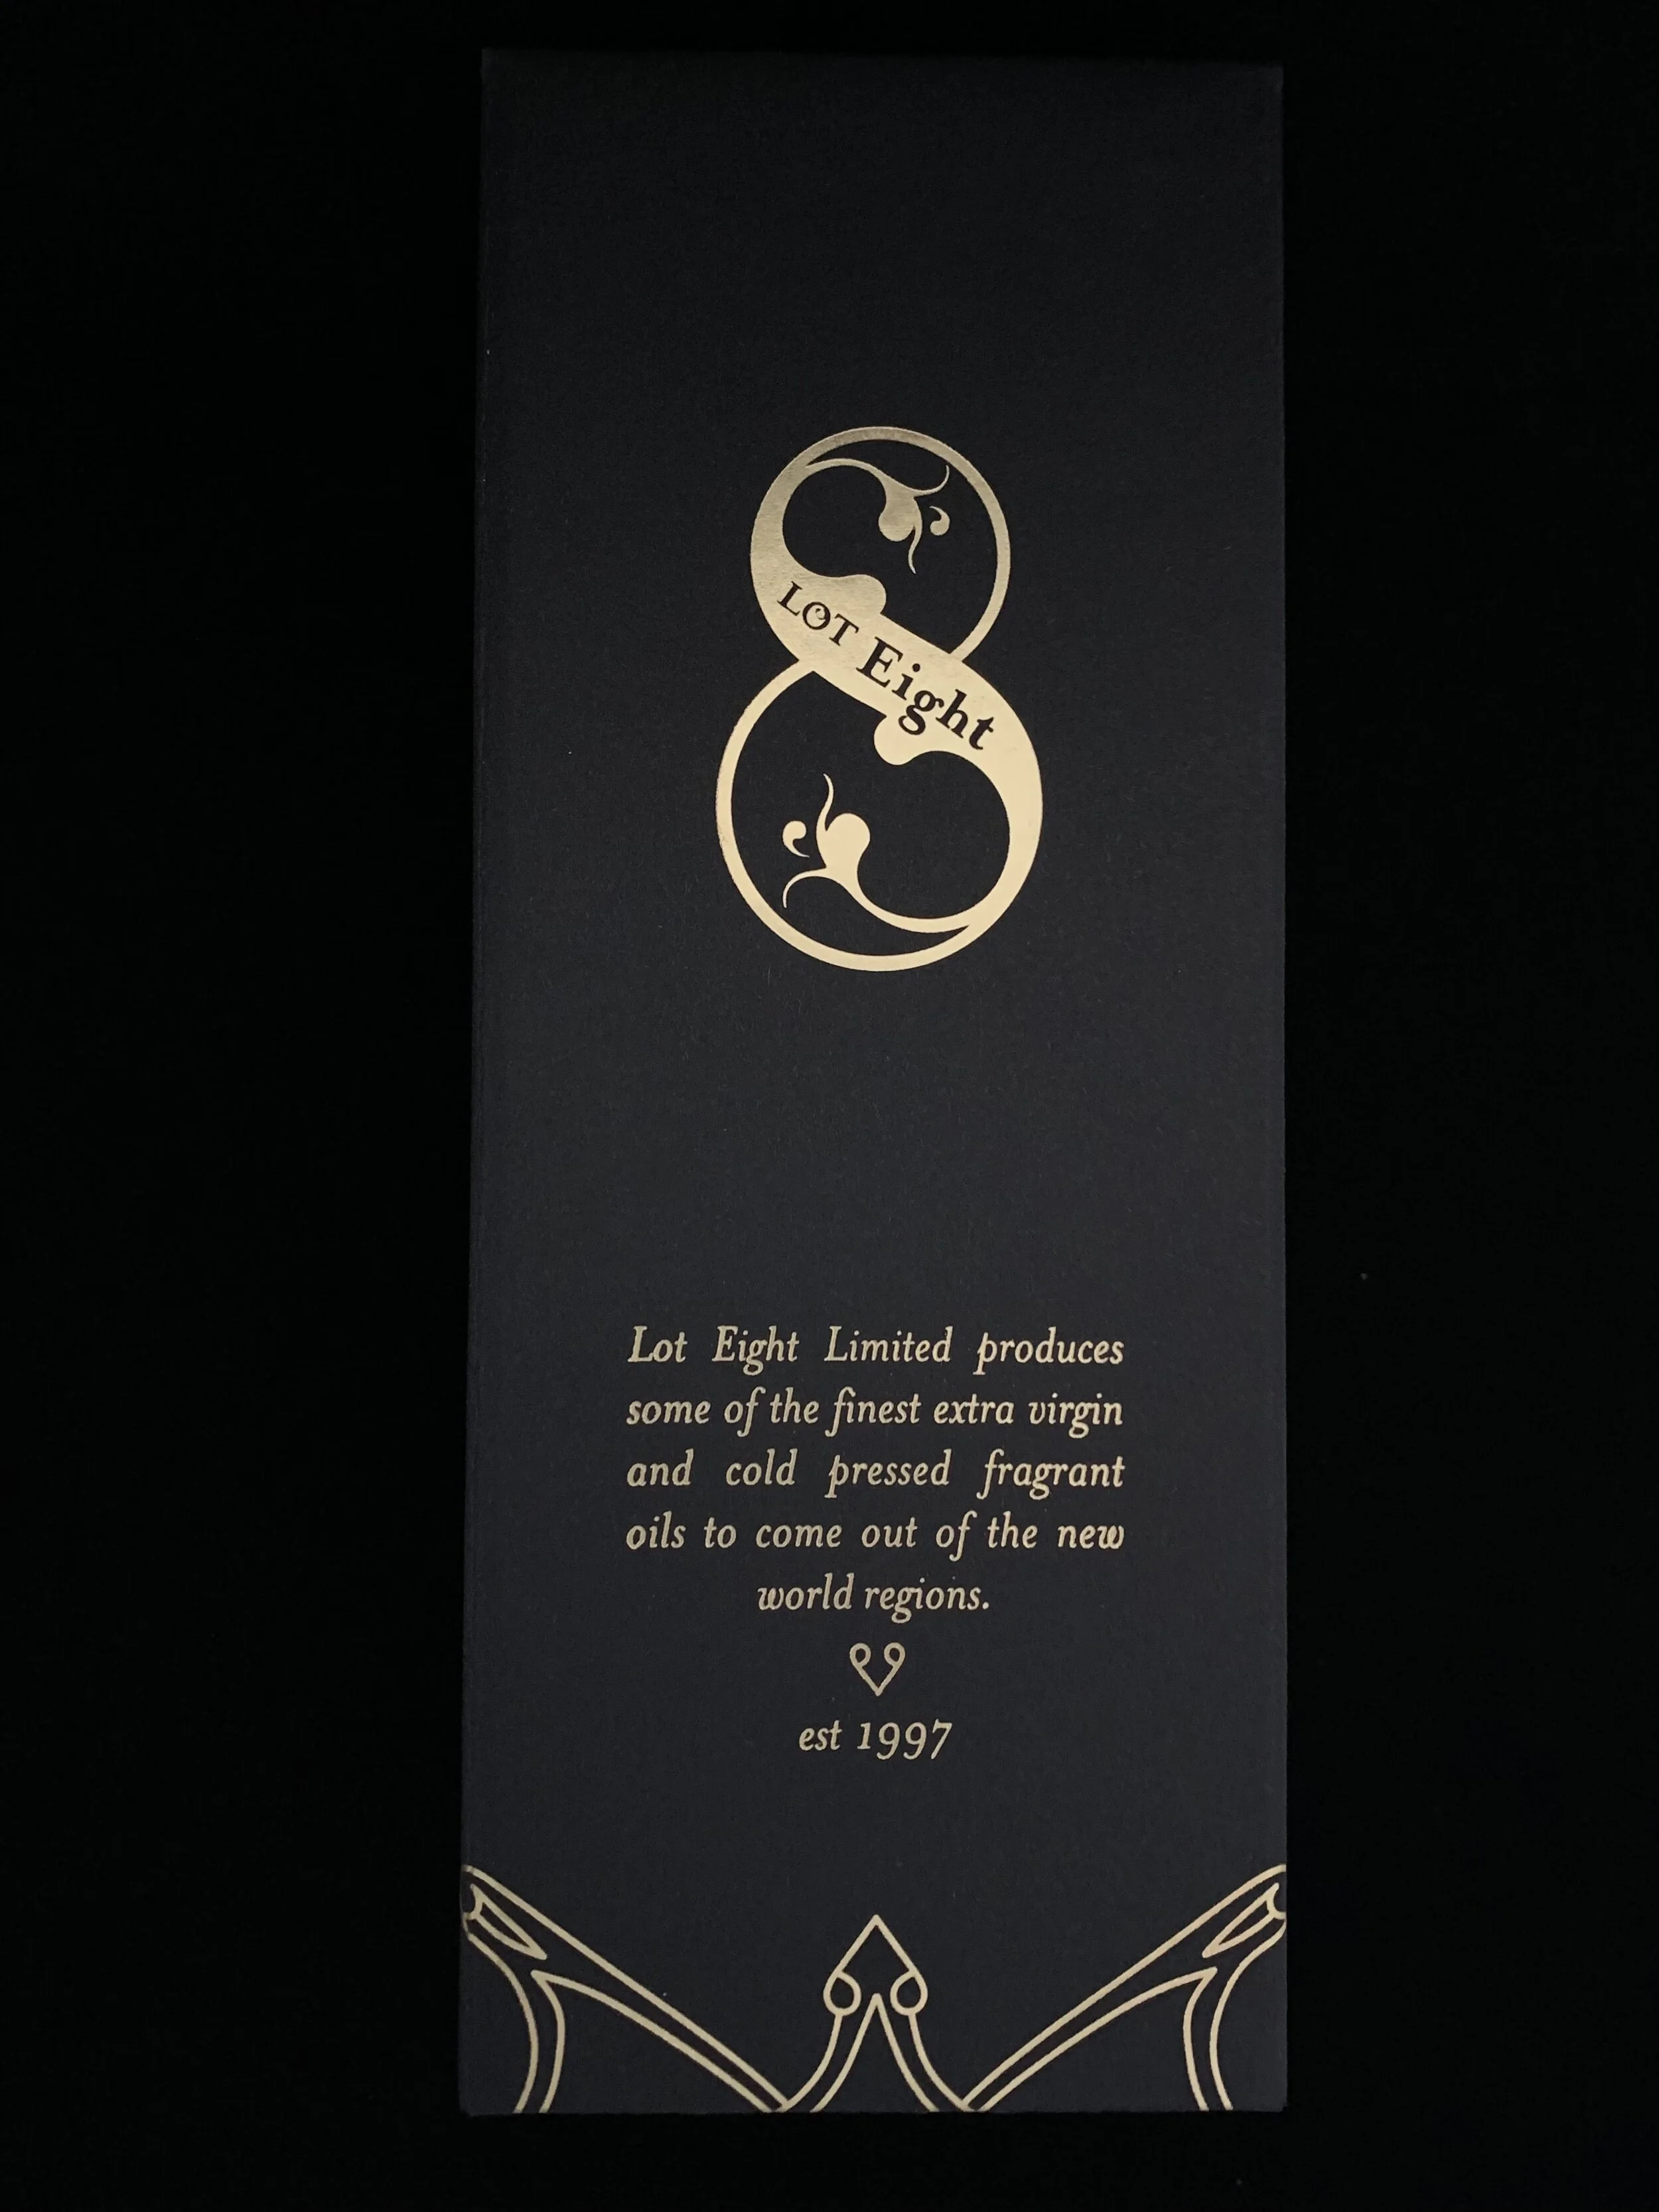 LOT Eight
Lot Eight Limited produces
some of the finest extra virgin
and cold pressed fragrant
oils to come out of the new
world regions.
est 1997